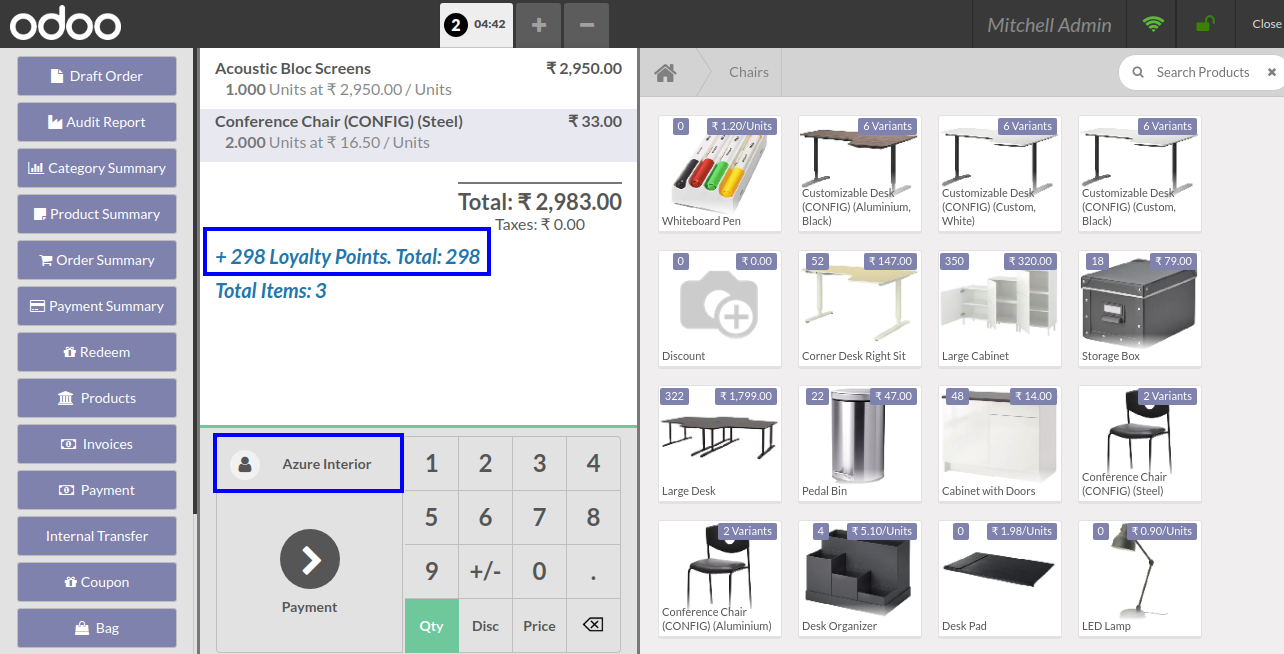 odoo
2 04:42
+
−
Mitchell Admin
Close
Draft Order
Audit Report
Category Summary
Product Summary
Order Summary
Payment Summary
Redeem
Products
Invoices
Payment
Internal Transfer
Coupon
Bag
Acoustic Bloc Screens ₹ 2,950.00
1.000 Units at ₹ 2,950.00 / Units
Conference Chair (CONFIG) (Steel) ₹ 33.00
2.000 Units at ₹ 16.50 / Units
Total: ₹ 2,983.00
Taxes: ₹ 0.00
+ 298 Loyalty Points. Total: 298
Total Items: 3
Azure Interior
Payment
1 2 3 4
5 6 7 8
9 +/- 0 .
Qty Disc Price
Chairs
Search Products
0 ₹ 1.20/Units
Whiteboard Pen
6 Variants
Customizable Desk
(CONFIG) (Aluminium,
Black)
6 Variants
Customizable Desk
(CONFIG) (Custom,
White)
6 Variants
Customizable Desk
(CONFIG) (Custom,
Black)
0 ₹ 0.00
Discount
52 ₹ 147.00
Corner Desk Right Sit
350 ₹ 320.00
Large Cabinet
18 ₹ 79.00
Storage Box
322 ₹ 1,799.00
Large Desk
22 ₹ 47.00
Pedal Bin
48 ₹ 14.00
Cabinet with Doors
2 Variants
Conference Chair
(CONFIG) (Steel)
2 Variants
Conference Chair
(CONFIG) (Aluminium)
4 ₹ 5.10/Units
Desk Organizer
0 ₹ 1.98/Units
Desk Pad
0 ₹ 0.90/Units
LED Lamp